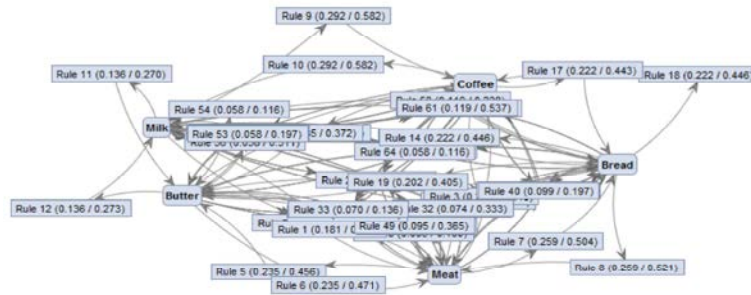 Rule 9 (0.292 / 0.582)
Rule 10 (0.292 / 0.582)
Rule 17 (0.222 / 0.443)
Rule 11 (0.136 / 0.270)
Rule 18 (0.222 / 0.446)
Coffee
Rule 54 (0.058 / 0.116)
Rule 61 (0.119 / 0.537)
Milk
Rule 53 (0.058 / 0.197)
/ 0.372)
Rule 14 (0.222 / 0.446)
Rule 64 (0.058 / 0.116)
Bread
Rule 19 (0.202 / 0.405)
Butter
Rule 40 (0.099 / 0.197)
Rule 12 (0.136 / 0.273)
Rule 33 (0.070 / 0.136)
Rule 32 (0.074 / 0.333)
Rule 1 (0.181 /
Rule 49 (0.095 / 0.365)
Rule 7 (0.259 / 0.504)
Rule 5 (0.235 / 0.456)
Meat
Rule 8 (0.259 / 0.521)
Rule 6 (0.235 / 0.471)